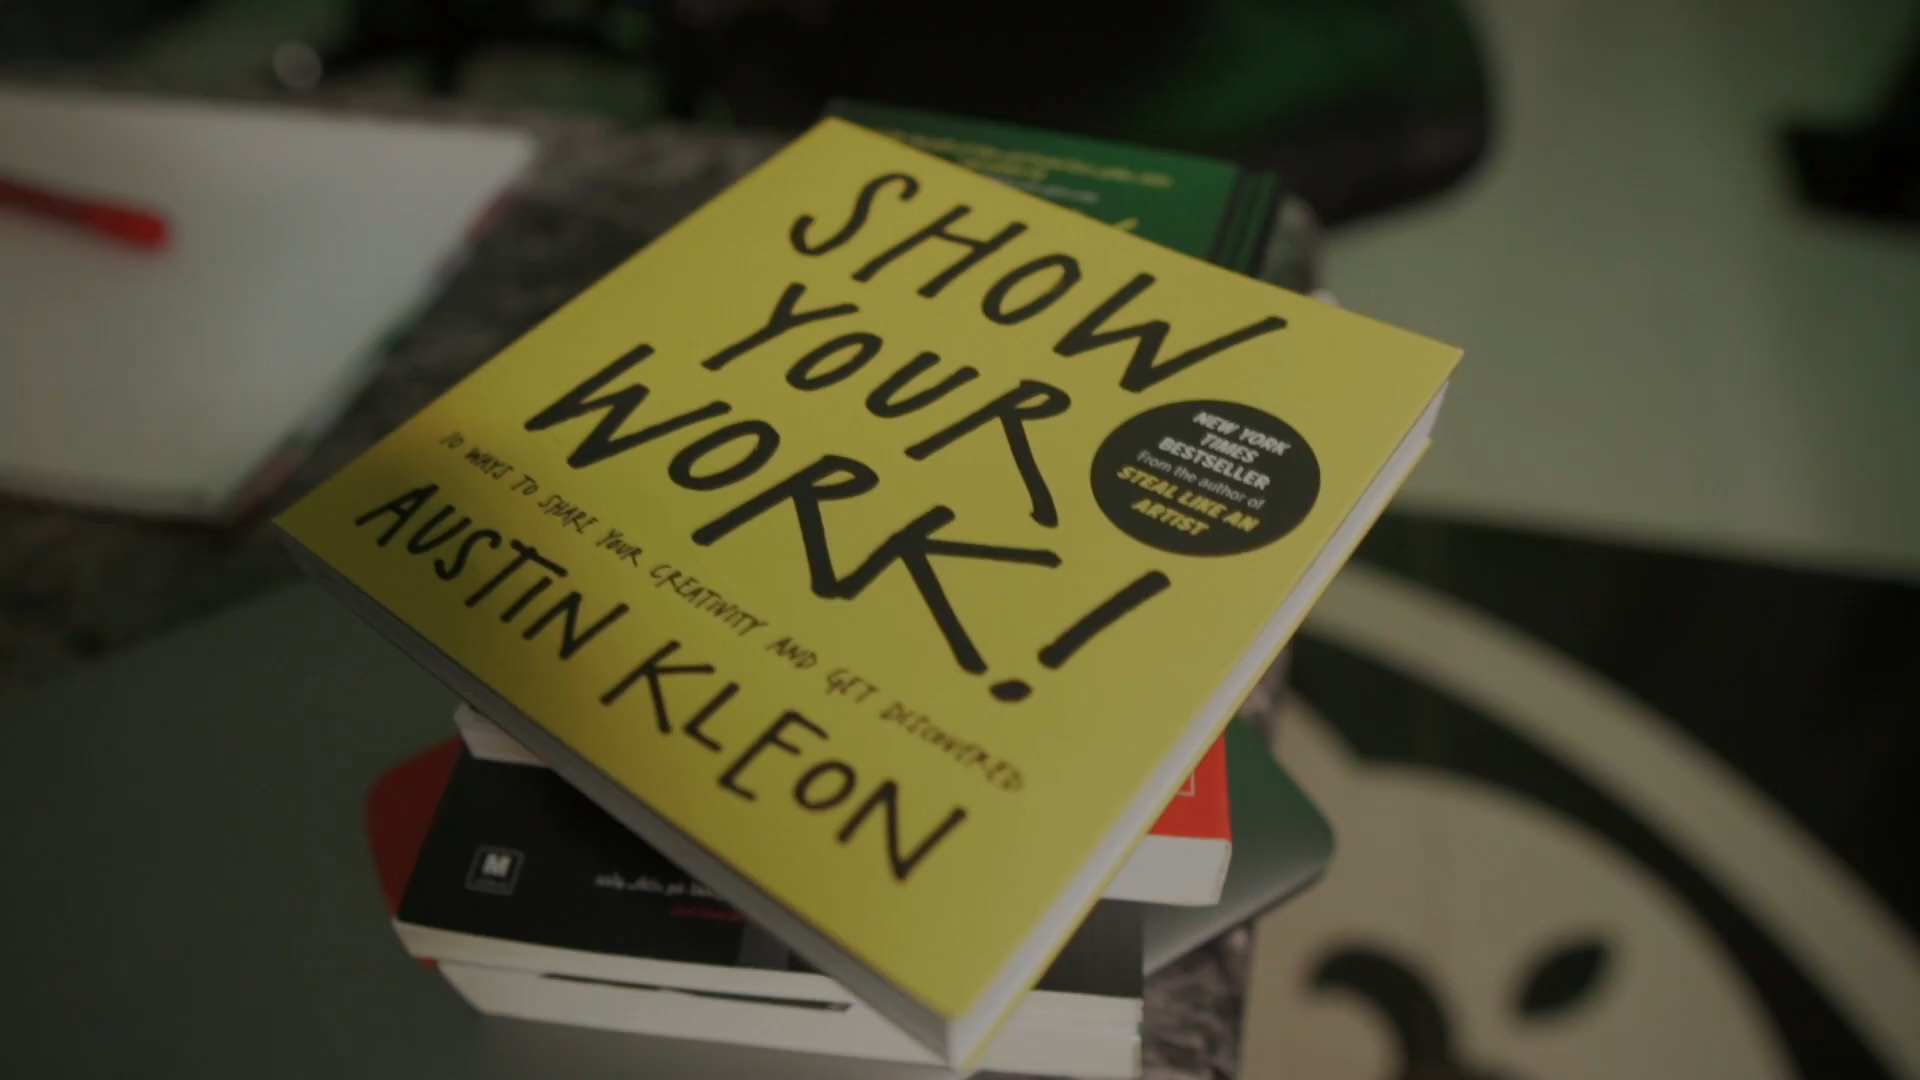 SHOW
YOUR
WORK!
NEW YORK
TIMES
BESTSELLER
From the author of
STEAL LIKE AN
ARTIST
10 WAYS TO SHARE YOUR CREATIVITY AND GET DISCOVERED
AUSTIN KLEON
M